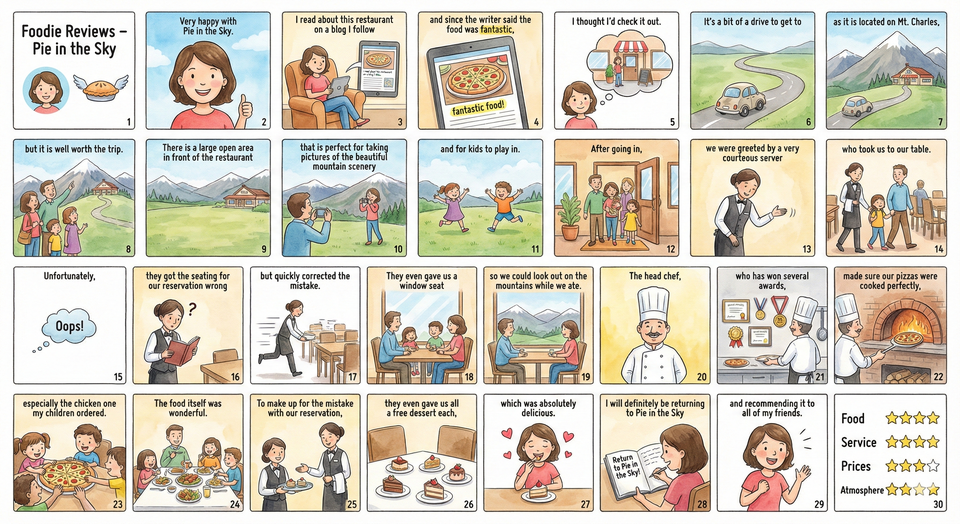 Foodie Reviews –
Pie in the Sky
1
Very happy with
Pie in the Sky.
2
I read about this restaurant
on a blog I follow
3
and since the writer said the
food was fantastic,
fantastic food!
4
I thought I'd check it out.
5
It's a bit of a drive to get to
6
as it is located on Mt. Charles,
7
but it is well worth the trip.
8
There is a large open area
in front of the restaurant
9
that is perfect for taking
pictures of the beautiful
mountain scenery
10
and for kids to play in.
11
After going in,
12
we were greeted by a very
courteous server
13
who took us to our table.
14
Unfortunately,
Oops!
15
they got the seating for
our reservation wrong
?
16
but quickly corrected the
mistake.
17
They even gave us a
window seat
18
so we could look out on the
mountains while we ate.
19
The head chef,
20
who has won several
awards,
21
made sure our pizzas were
cooked perfectly,
22
especially the chicken one
my children ordered.
23
The food itself was
wonderful.
24
To make up for the mistake
with our reservation,
25
they even gave us all
a free dessert each,
26
which was absolutely
delicious.
27
I will definitely be returning
to Pie in the Sky
Return
to Pie in
the Sky!
28
and recommending it to
all of my friends.
29
Food
Service
Prices
Atmosphere
30